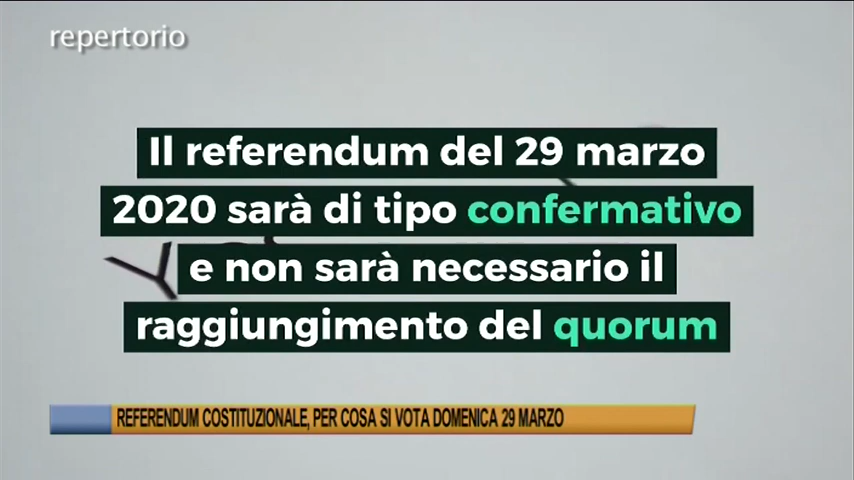 repertorio
Il referendum del 29 marzo
2020 sarà di tipo confermativo
e non sarà necessario il
raggiungimento del quorum
REFERENDUM COSTITUZIONALE, PER COSA SI VOTA DOMENICA 29 MARZO